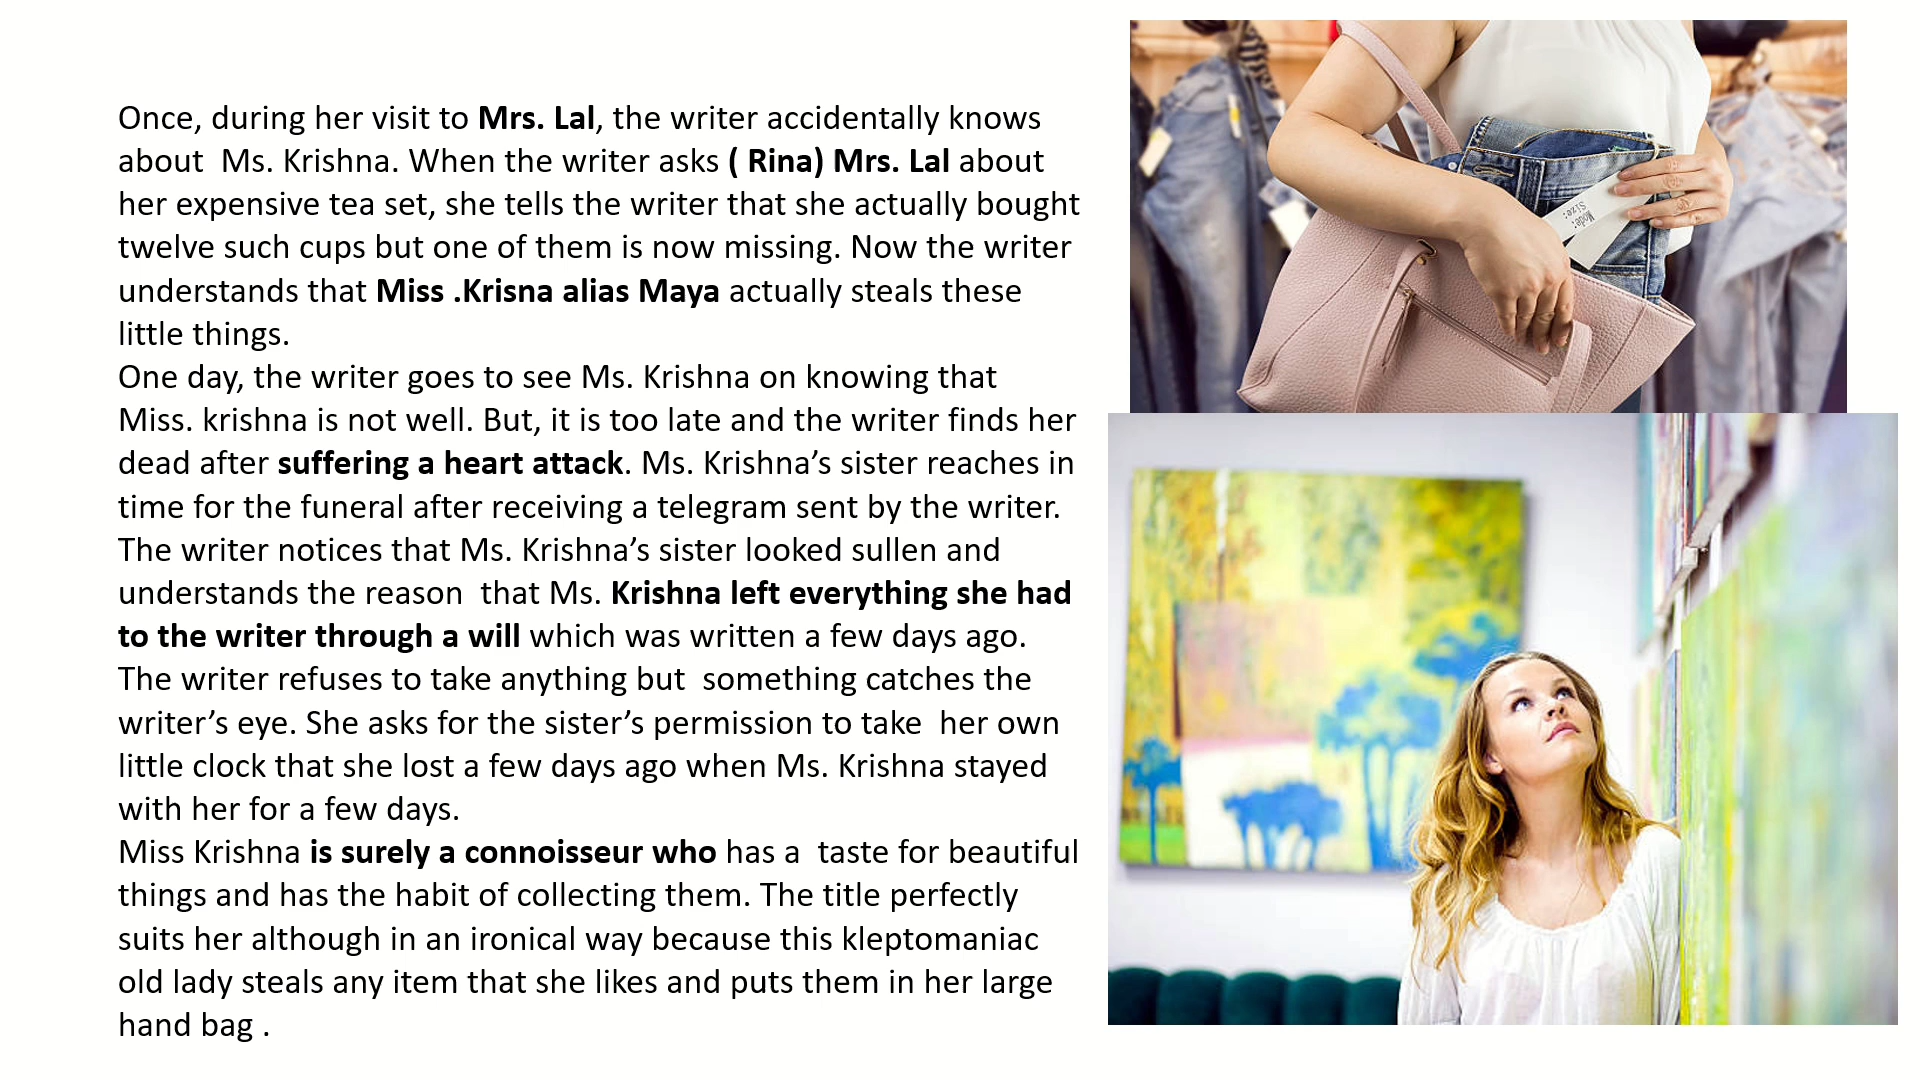 Once, during her visit to Mrs. Lal, the writer accidentally knows
about  Ms. Krishna. When the writer asks ( Rina) Mrs. Lal about
her expensive tea set, she tells the writer that she actually bought
twelve such cups but one of them is now missing. Now the writer
understands that Miss .Krisna alias Maya actually steals these
little things.
One day, the writer goes to see Ms. Krishna on knowing that
Miss. krishna is not well. But, it is too late and the writer finds her
dead after suffering a heart attack. Ms. Krishna’s sister reaches in
time for the funeral after receiving a telegram sent by the writer.
The writer notices that Ms. Krishna’s sister looked sullen and
understands the reason  that Ms. Krishna left everything she had
to the writer through a will which was written a few days ago.
The writer refuses to take anything but  something catches the
writer’s eye. She asks for the sister’s permission to take  her own
little clock that she lost a few days ago when Ms. Krishna stayed
with her for a few days.
Miss Krishna is surely a connoisseur who has a  taste for beautiful
things and has the habit of collecting them. The title perfectly
suits her although in an ironical way because this kleptomaniac
old lady steals any item that she likes and puts them in her large
hand bag .
Model:
Size: